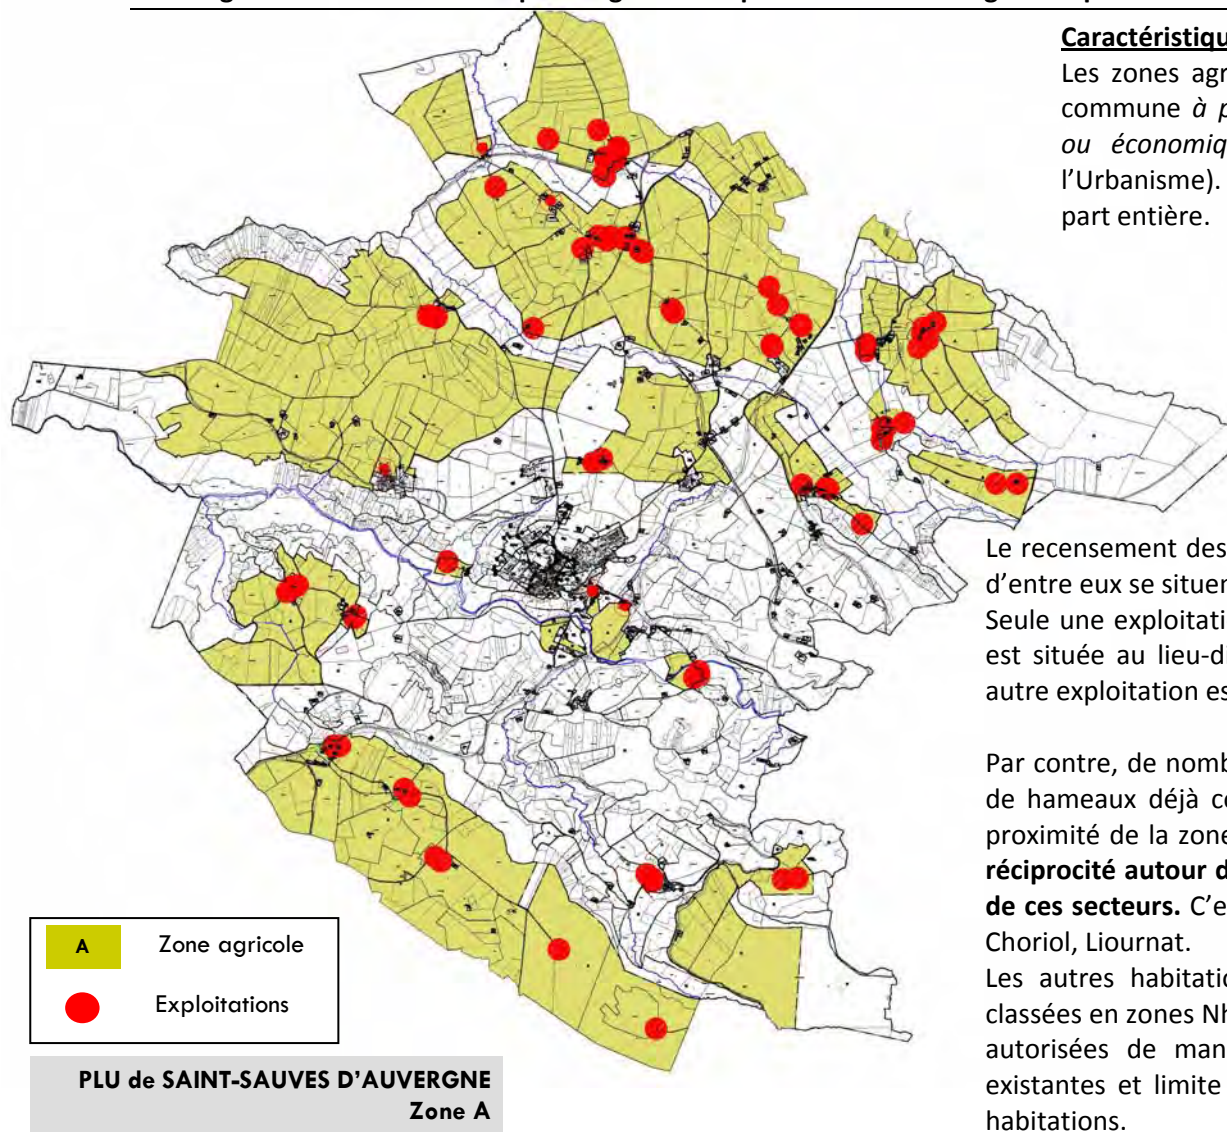 Caractéristiqu
Les zones agr
commune à p
ou économiq
l'Urbanisme).
part entière.
Le recensement des
d'entre eux se situer
Seule une exploitati
est située au lieu-d
autre exploitation es
Par contre, de nomb
de hameaux déjà co
proximité de la zone
réciprocité autour d
de ces secteurs. C'e
Choriol, Liournat.
Les autres habitatio
classées en zones Nh
autorisées de man
existantes et limite
habitations.
A Zone agricole
Exploitations
PLU de SAINT-SAUVES D'AUVERGNE
Zone A